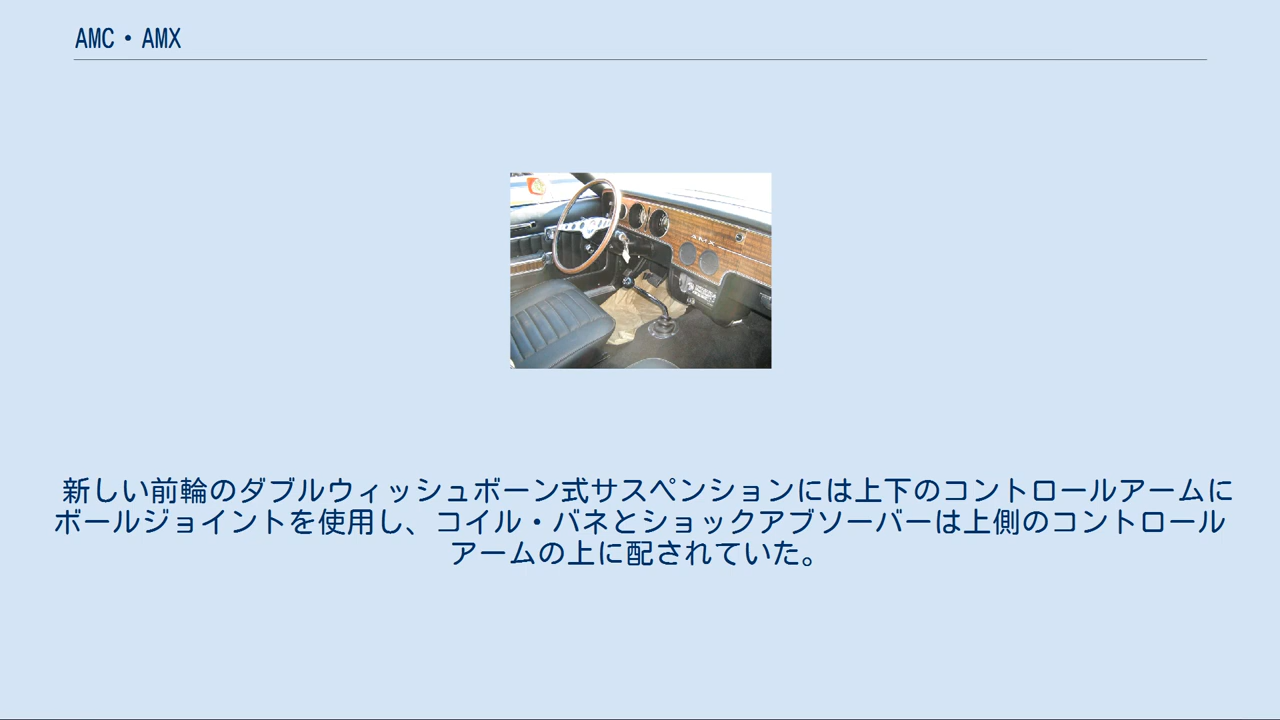 AMC・AMX
AMX
新しい前輪のダブルウィッシュボーン式サスペンションには上下のコントロールアームに
ボールジョイントを使用し、コイル・バネとショックアブソーバーは上側のコントロール
アームの上に配されていた。